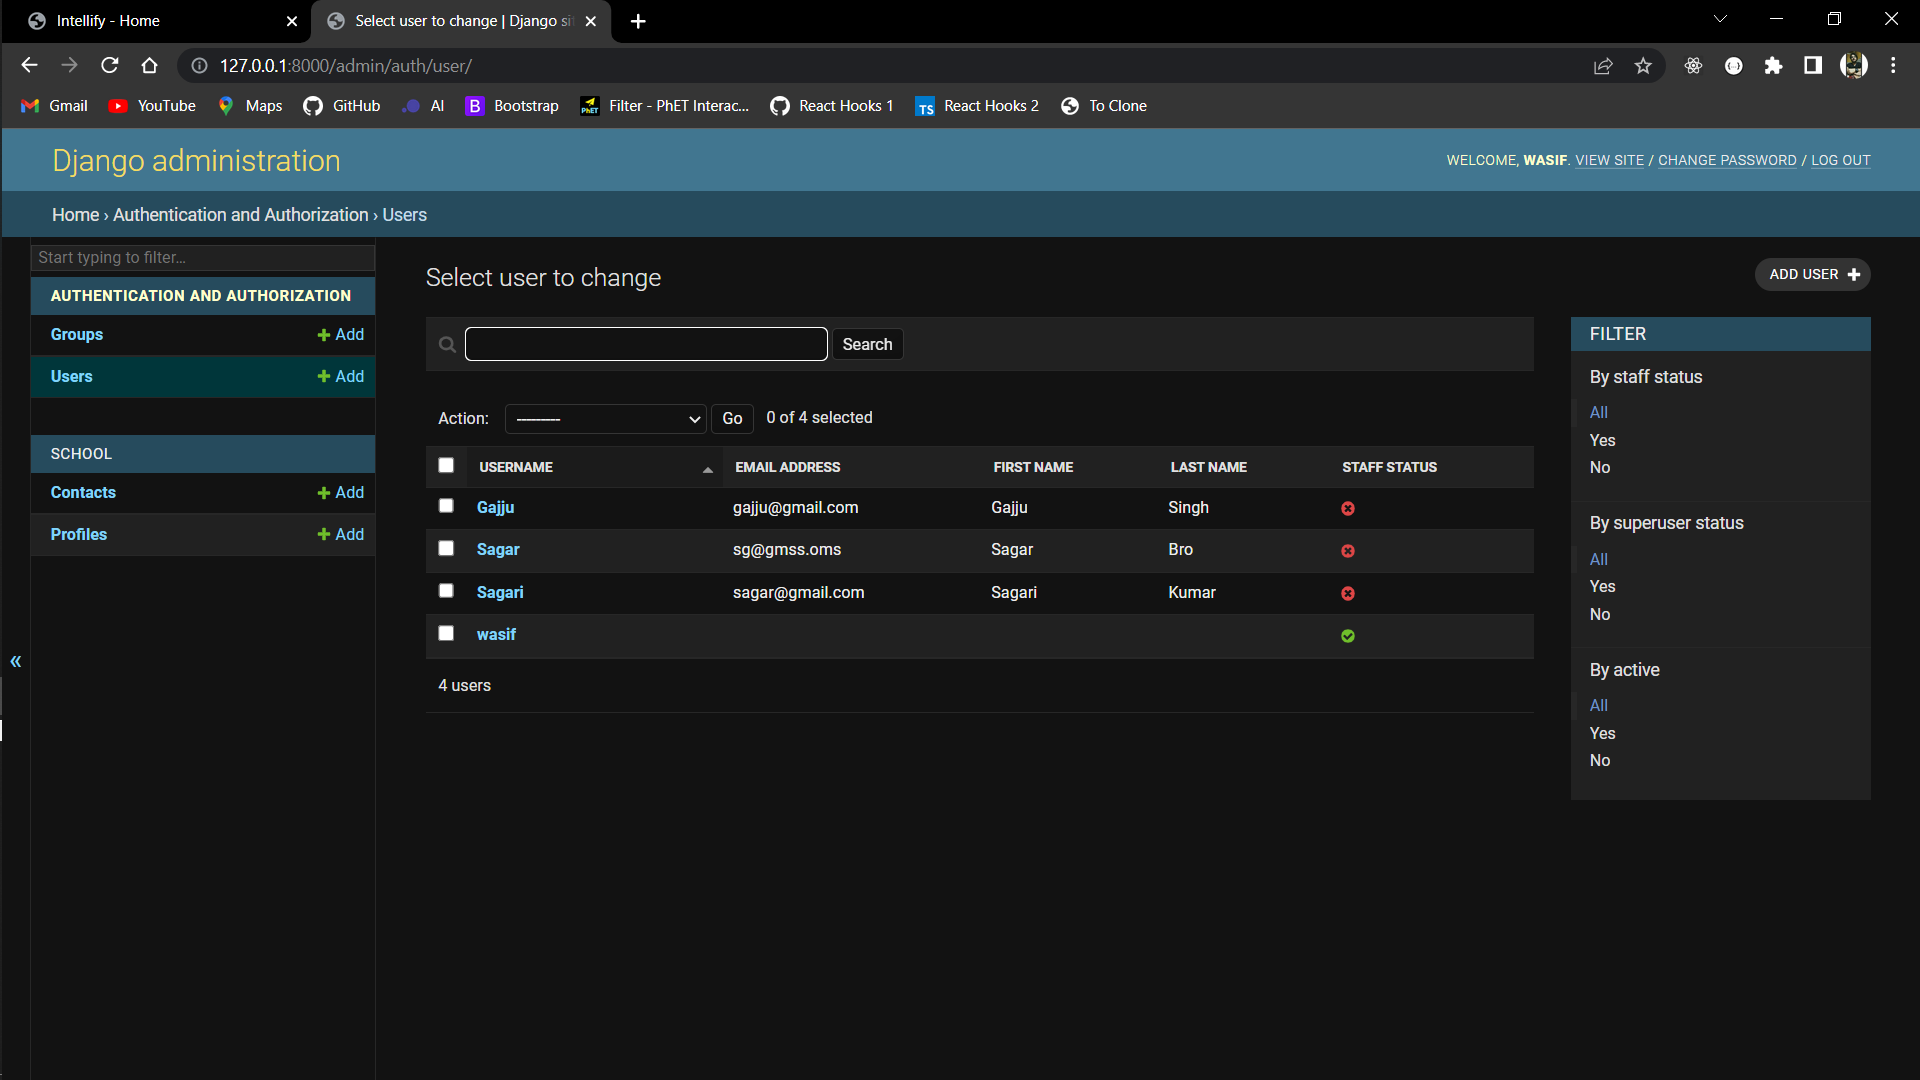 Intellify - Home
Select user to change | Django si
127.0.0.1:8000/admin/auth/user/
Gmail YouTube Maps GitHub AI Bootstrap Filter - PhET Interac... React Hooks 1 React Hooks 2 To Clone
Django administration
WELCOME, WASIF. VIEW SITE / CHANGE PASSWORD / LOG OUT
Home › Authentication and Authorization › Users
Start typing to filter...
AUTHENTICATION AND AUTHORIZATION
Groups + Add
Users + Add
SCHOOL
Contacts + Add
Profiles + Add
«
Select user to change
ADD USER +
Search
Action: --------- Go 0 of 4 selected
USERNAME EMAIL ADDRESS FIRST NAME LAST NAME STAFF STATUS
Gajju gajju@gmail.com Gajju Singh
Sagar sg@gmss.oms Sagar Bro
Sagari sagar@gmail.com Sagari Kumar
wasif
4 users
FILTER
By staff status
All
Yes
No
By superuser status
All
Yes
No
By active
All
Yes
No